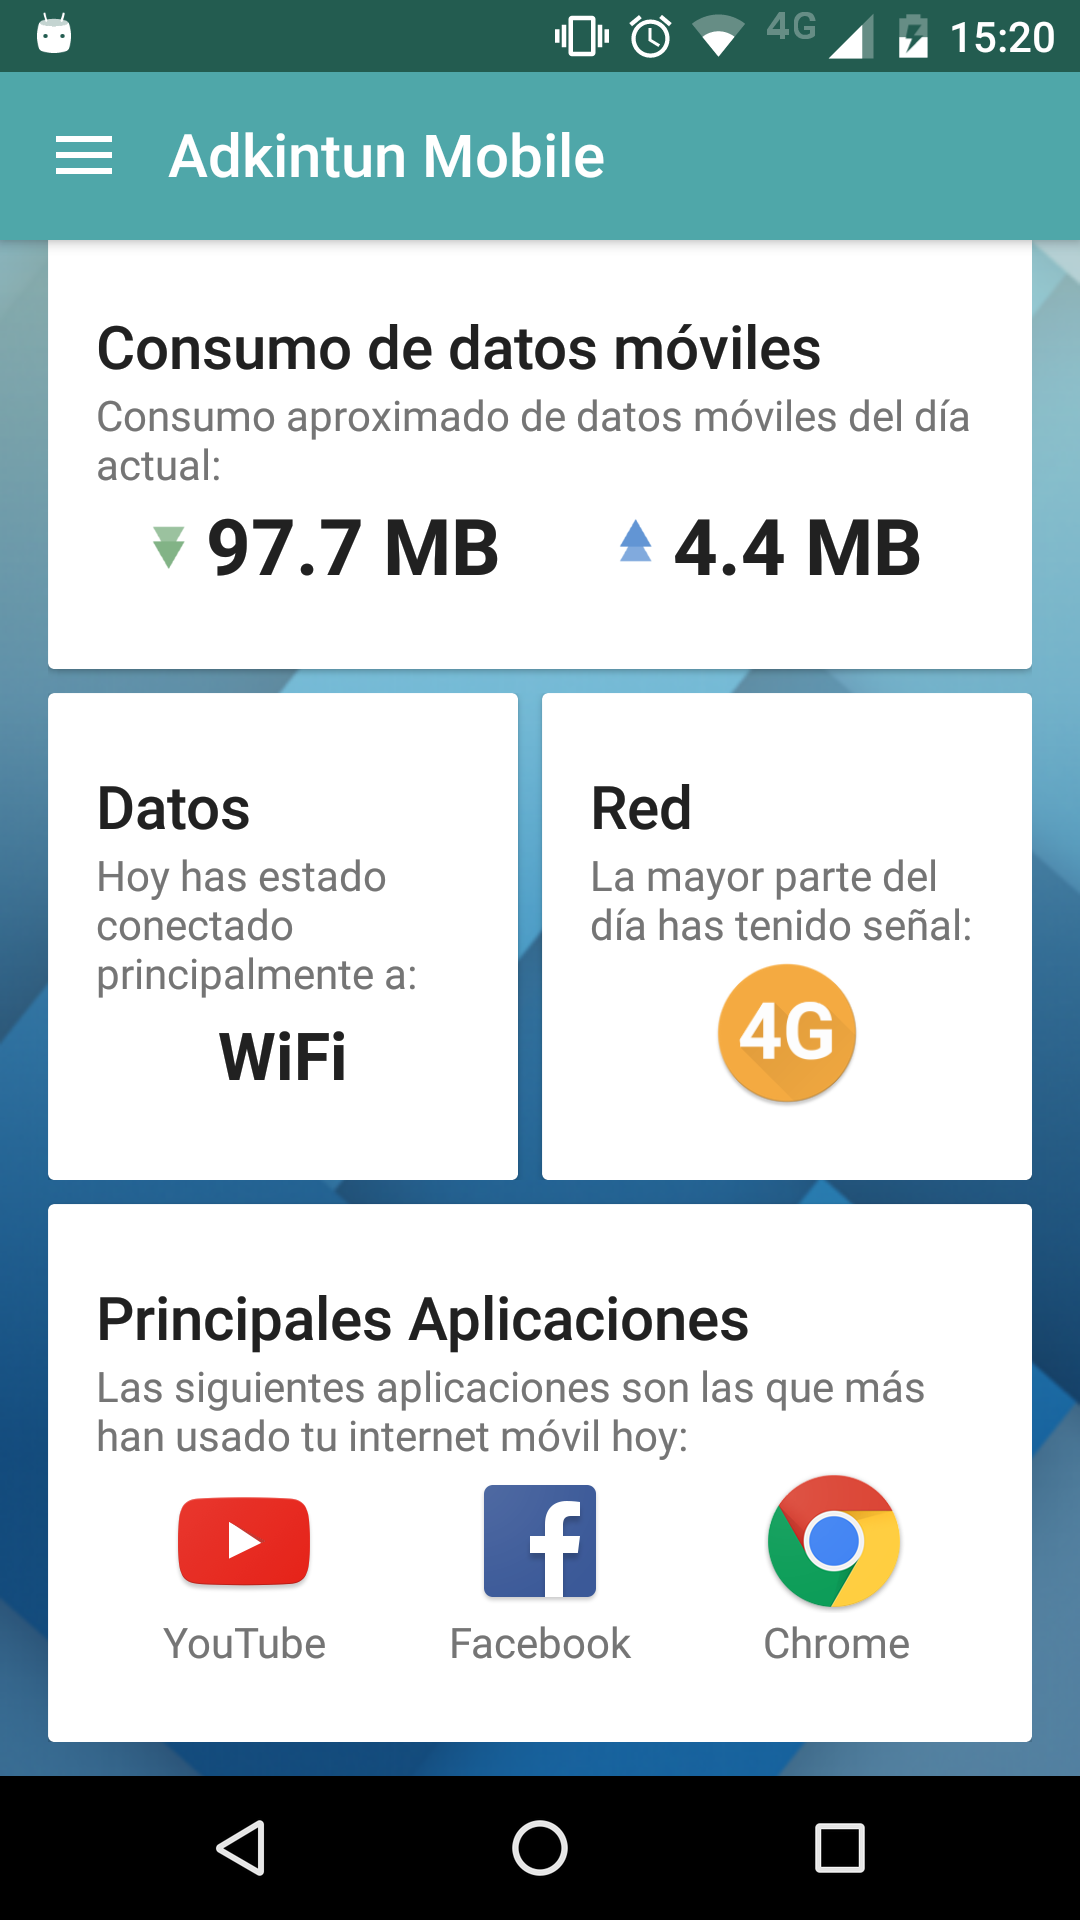 4G 15:20
Adkintun Mobile
Consumo de datos móviles
Consumo aproximado de datos móviles del día
actual:
97.7 MB 4.4 MB
Datos
Hoy has estado
conectado
principalmente a:
WiFi
Red
La mayor parte del
día has tenido señal:
4G
Principales Aplicaciones
Las siguientes aplicaciones son las que más
han usado tu internet móvil hoy:
YouTube Facebook Chrome